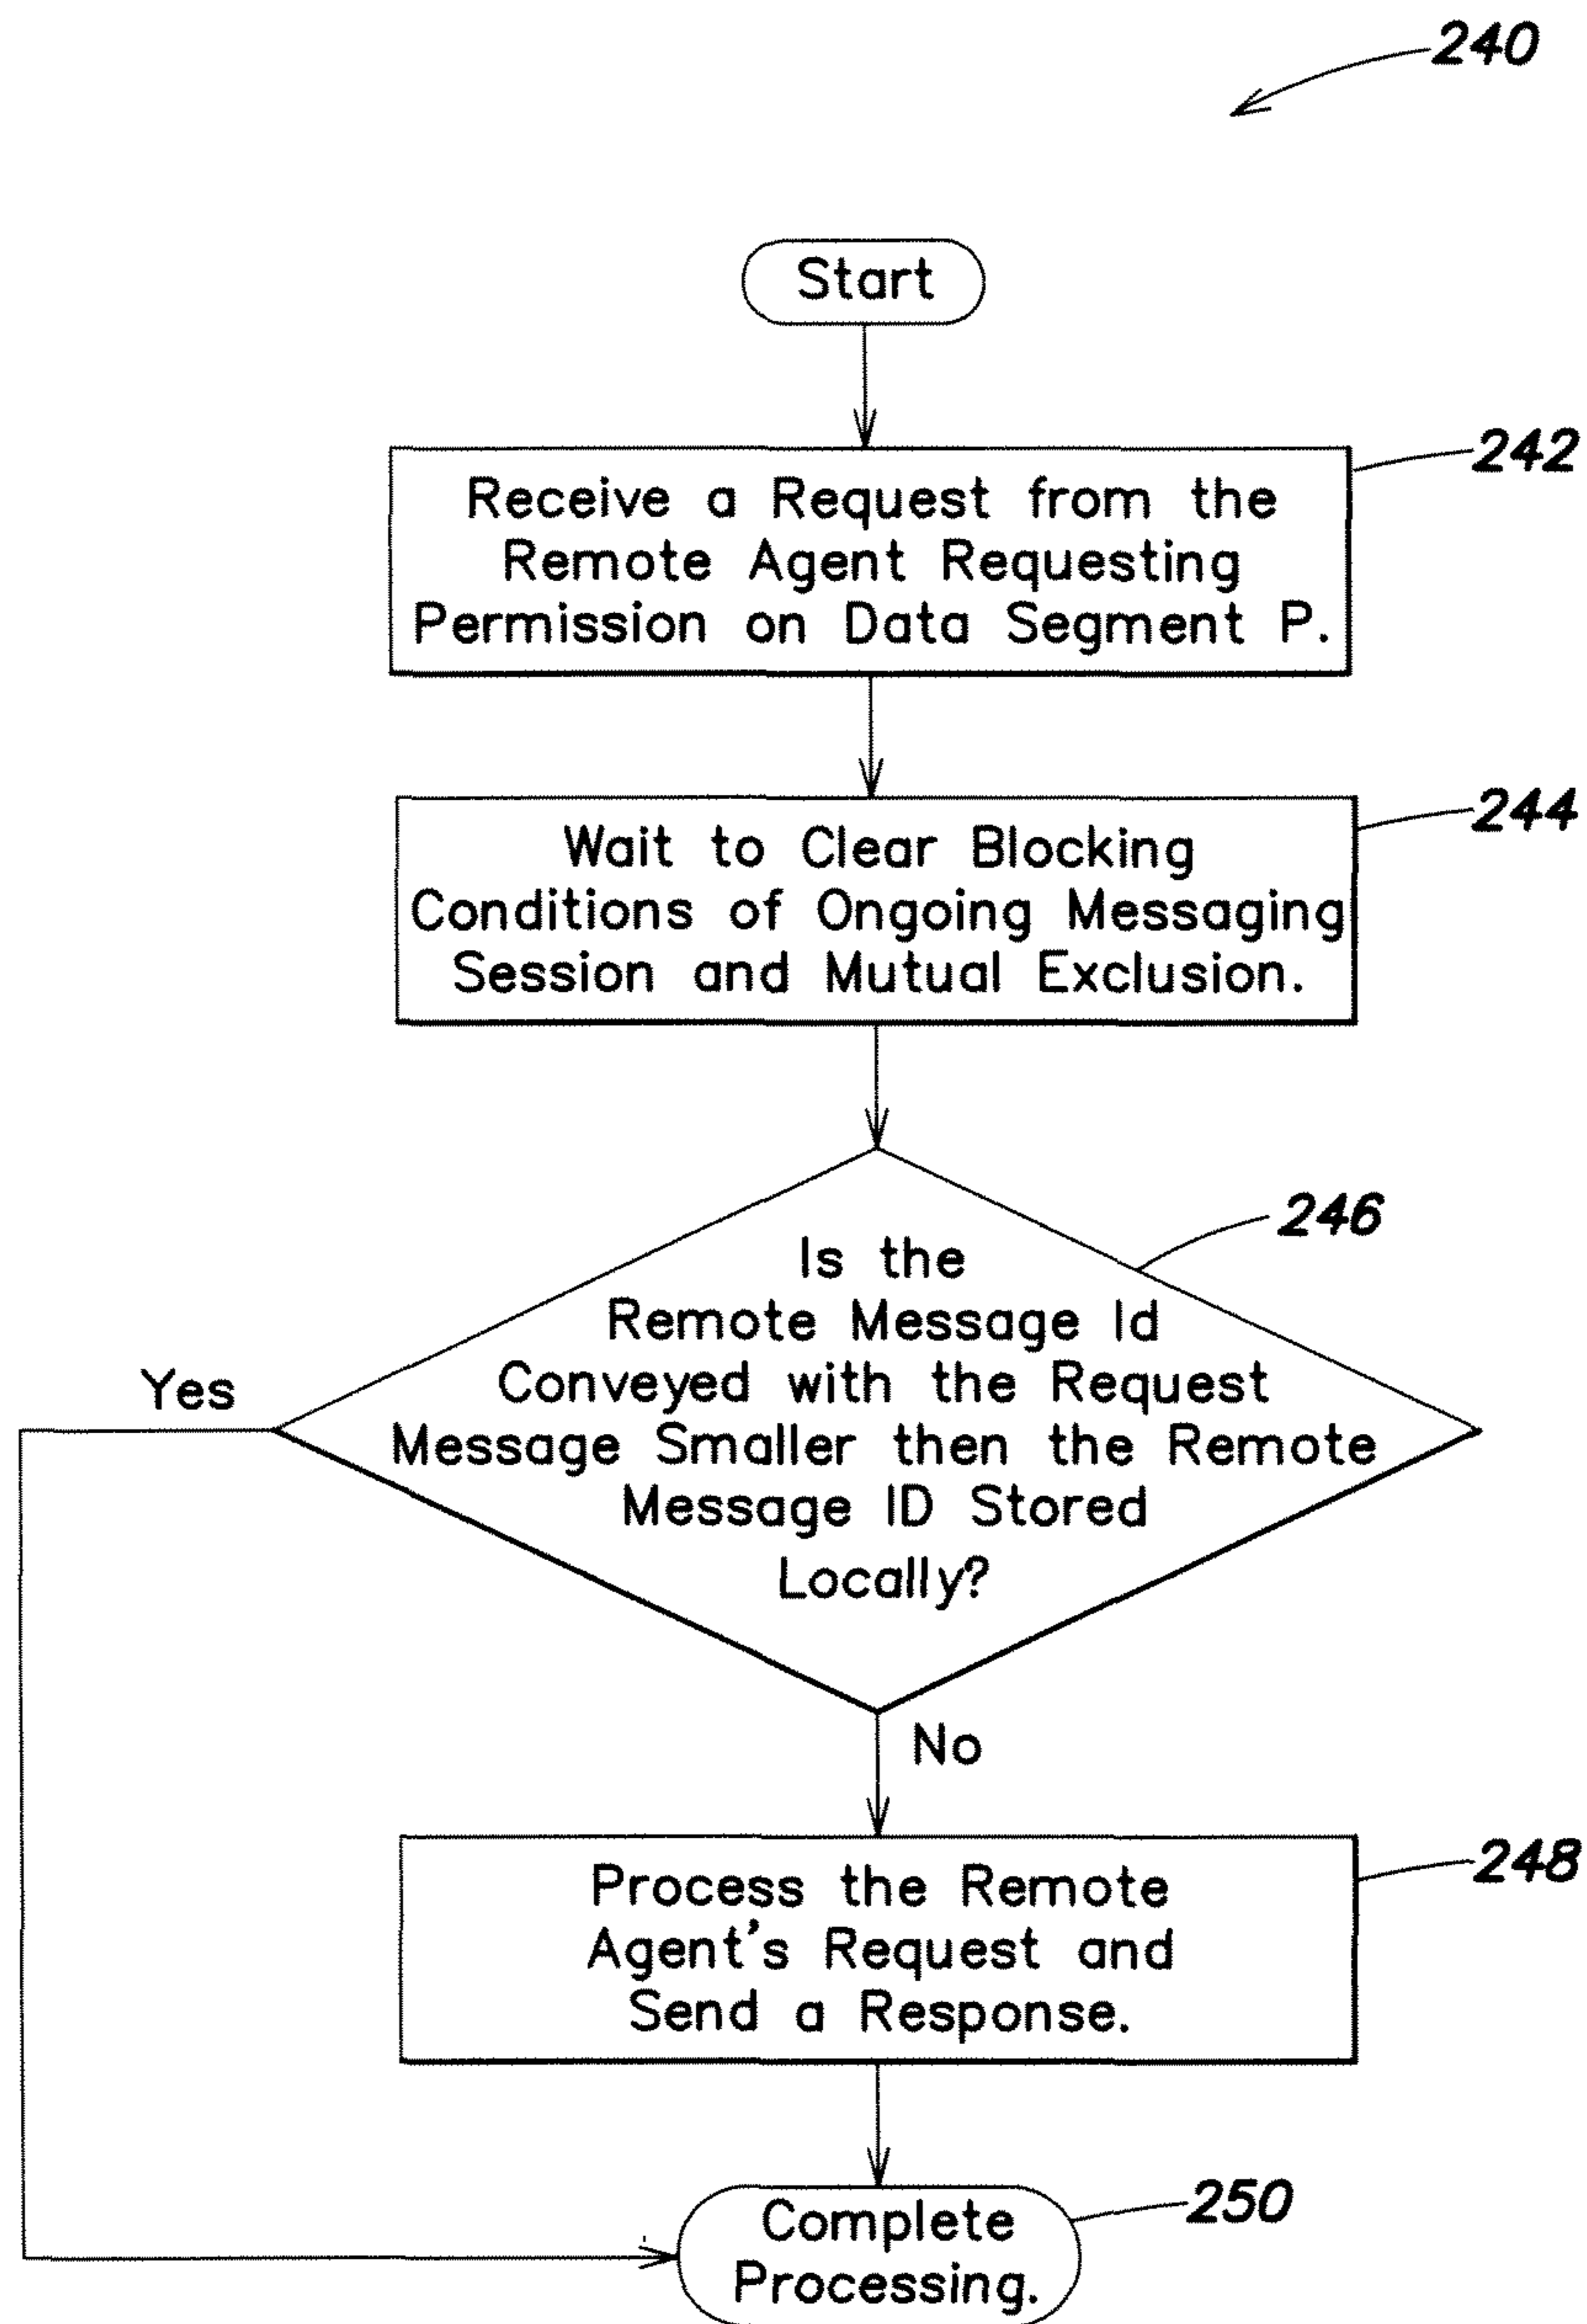 240
Start
242
Receive a Request from the
Remote Agent Requesting
Permission on Data Segment P.
244
Wait to Clear Blocking
Conditions of Ongoing Messaging
Session and Mutual Exclusion.
246
Is the
Remote Message Id
Conveyed with the Request
Message Smaller then the Remote
Message ID Stored
Locally?
Yes
No
248
Process the Remote
Agent's Request and
Send a Response.
250
Complete
Processing.